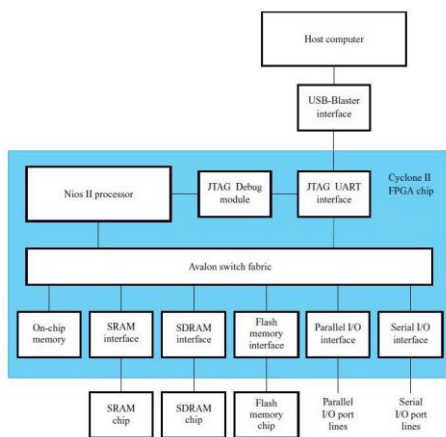 Host computer
USB-Blaster
interface
Cyclone II
FPGA chip
Nios II processor
JTAG Debug
module
JTAG UART
interface
Avalon switch fabric
On-chip
memory
SRAM
interface
SDRAM
interface
Flash
memory
interface
Parallel I/O
interface
Serial I/O
interface
SRAM
chip
SDRAM
chip
Flash
memory
chip
Parallel
I/O port
lines
Serial
I/O port
lines